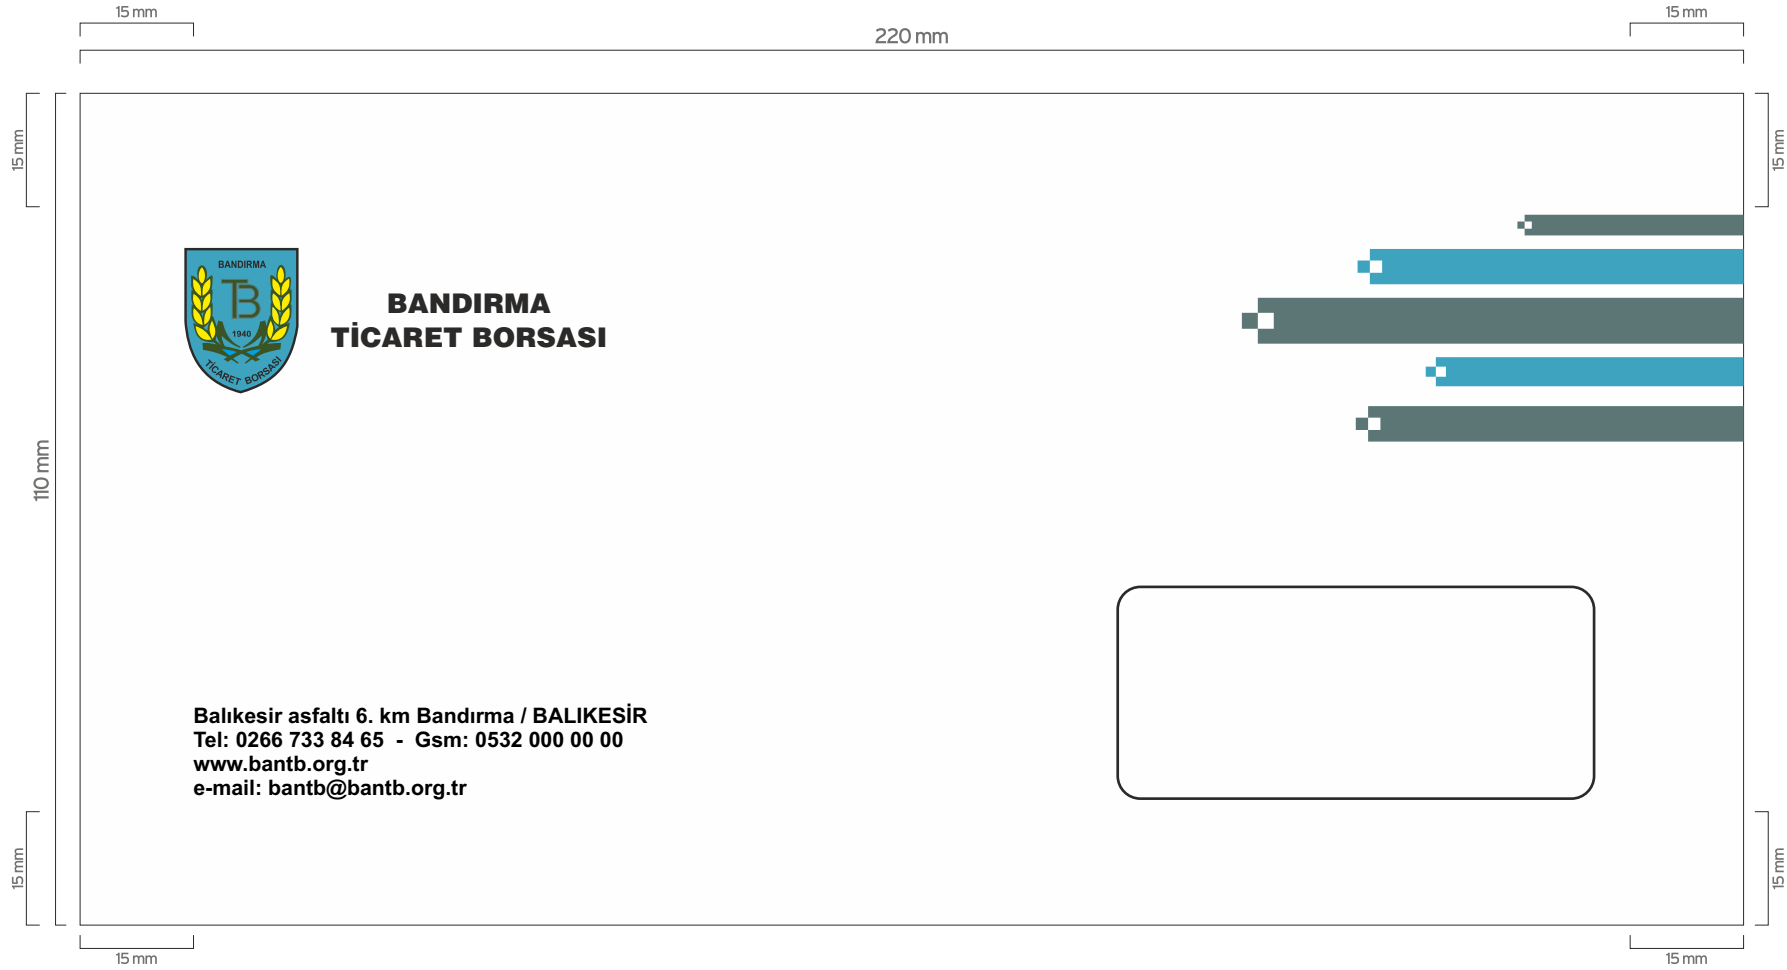 15 mm
15 mm
220 mm
15 mm
15 mm
BANDIRMA
TB
1940
TİCARET BORSASI
BANDIRMA
TİCARET BORSASI
110 mm
Balıkesir asfaltı 6. km Bandırma / BALIKESİR
Tel: 0266 733 84 65  -  Gsm: 0532 000 00 00
www.bantb.org.tr
e-mail: bantb@bantb.org.tr
15 mm
15 mm
15 mm
15 mm